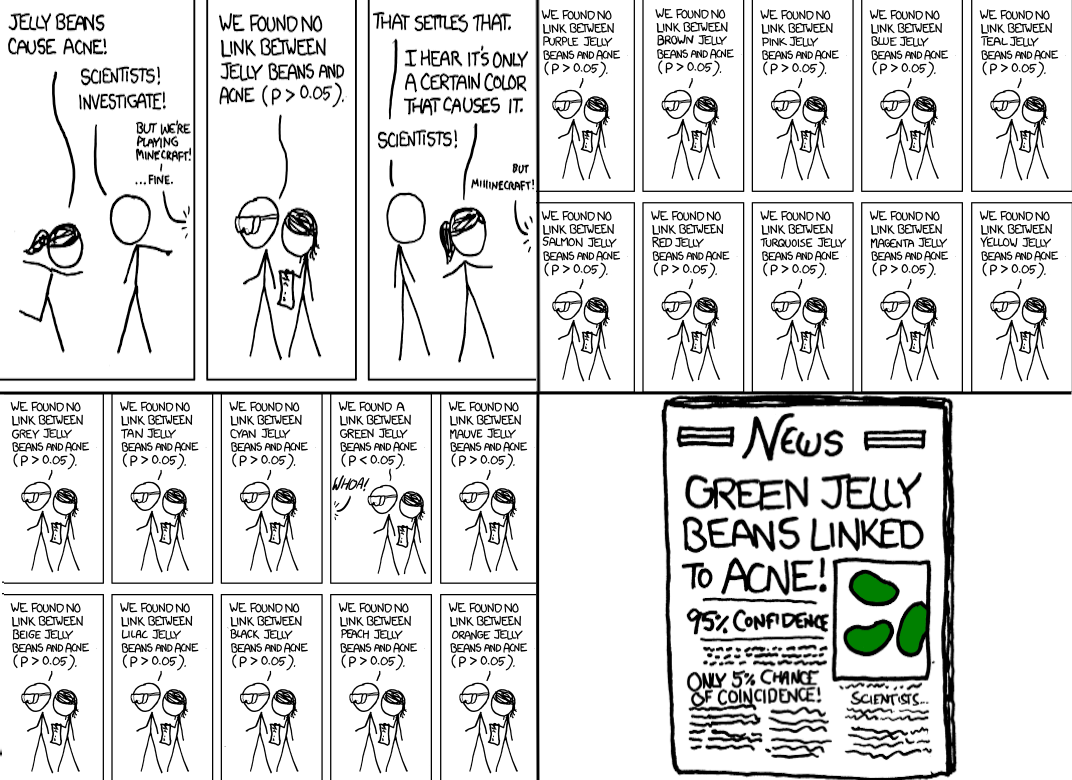 JELLY BEANS
CAUSE ACNE!
SCIENTISTS!
INVESTIGATE!
BUT WE'RE
PLAYING
MINECRAFT!
...FINE.
WE FOUND NO
LINK BETWEEN
JELLY BEANS AND
ACNE (P > 0.05).
THAT SETTLES THAT.
I HEAR IT'S ONLY
A CERTAIN COLOR
THAT CAUSES IT.
SCIENTISTS!
BUT
MIIIINECRAFT!
WE FOUND NO
LINK BETWEEN
PURPLE JELLY
BEANS AND ACNE
(P > 0.05).
WE FOUND NO
LINK BETWEEN
BROWN JELLY
BEANS AND ACNE
(P > 0.05).
WE FOUND NO
LINK BETWEEN
PINK JELLY
BEANS AND ACNE
(P > 0.05).
WE FOUND NO
LINK BETWEEN
BLUE JELLY
BEANS AND ACNE
(P > 0.05).
WE FOUND NO
LINK BETWEEN
TEAL JELLY
BEANS AND ACNE
(P > 0.05).
WE FOUND NO
LINK BETWEEN
SALMON JELLY
BEANS AND ACNE
(P > 0.05).
WE FOUND NO
LINK BETWEEN
RED JELLY
BEANS AND ACNE
(P > 0.05).
WE FOUND NO
LINK BETWEEN
TURQUOISE JELLY
BEANS AND ACNE
(P > 0.05).
WE FOUND NO
LINK BETWEEN
MAGENTA JELLY
BEANS AND ACNE
(P > 0.05).
WE FOUND NO
LINK BETWEEN
YELLOW JELLY
BEANS AND ACNE
(P > 0.05).
WE FOUND NO
LINK BETWEEN
GREY JELLY
BEANS AND ACNE
(P > 0.05).
WE FOUND NO
LINK BETWEEN
TAN JELLY
BEANS AND ACNE
(P > 0.05).
WE FOUND NO
LINK BETWEEN
CYAN JELLY
BEANS AND ACNE
(P > 0.05).
WE FOUND A
LINK BETWEEN
GREEN JELLY
BEANS AND ACNE
(P < 0.05).
WHOA!
WE FOUND NO
LINK BETWEEN
MAUVE JELLY
BEANS AND ACNE
(P > 0.05).
WE FOUND NO
LINK BETWEEN
BEIGE JELLY
BEANS AND ACNE
(P > 0.05).
WE FOUND NO
LINK BETWEEN
LILAC JELLY
BEANS AND ACNE
(P > 0.05).
WE FOUND NO
LINK BETWEEN
BLACK JELLY
BEANS AND ACNE
(P > 0.05).
WE FOUND NO
LINK BETWEEN
PEACH JELLY
BEANS AND ACNE
(P > 0.05).
WE FOUND NO
LINK BETWEEN
ORANGE JELLY
BEANS AND ACNE
(P > 0.05).
NEWS
GREEN JELLY
BEANS LINKED
TO ACNE!
95% CONFIDENCE
ONLY 5% CHANCE
OF COINCIDENCE!
SCIENTISTS...